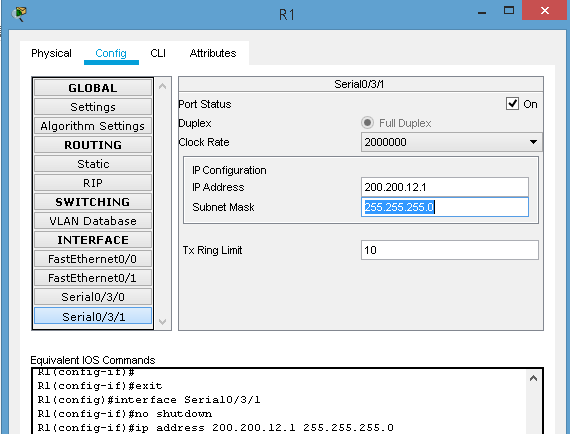 R1
Physical Config CLI Attributes
GLOBAL
Settings
Algorithm Settings
ROUTING
Static
RIP
SWITCHING
VLAN Database
INTERFACE
FastEthernet0/0
FastEthernet0/1
Serial0/3/0
Serial0/3/1
Serial0/3/1
Port Status On
Duplex Full Duplex
Clock Rate 2000000
IP Configuration
IP Address 200.200.12.1
Subnet Mask 255.255.255.0
Tx Ring Limit 10
Equivalent IOS Commands
R1(config-if)#
R1(config-if)#exit
R1(config)#interface Serial0/3/1
R1(config-if)#no shutdown
R1(config-if)#ip address 200.200.12.1 255.255.255.0